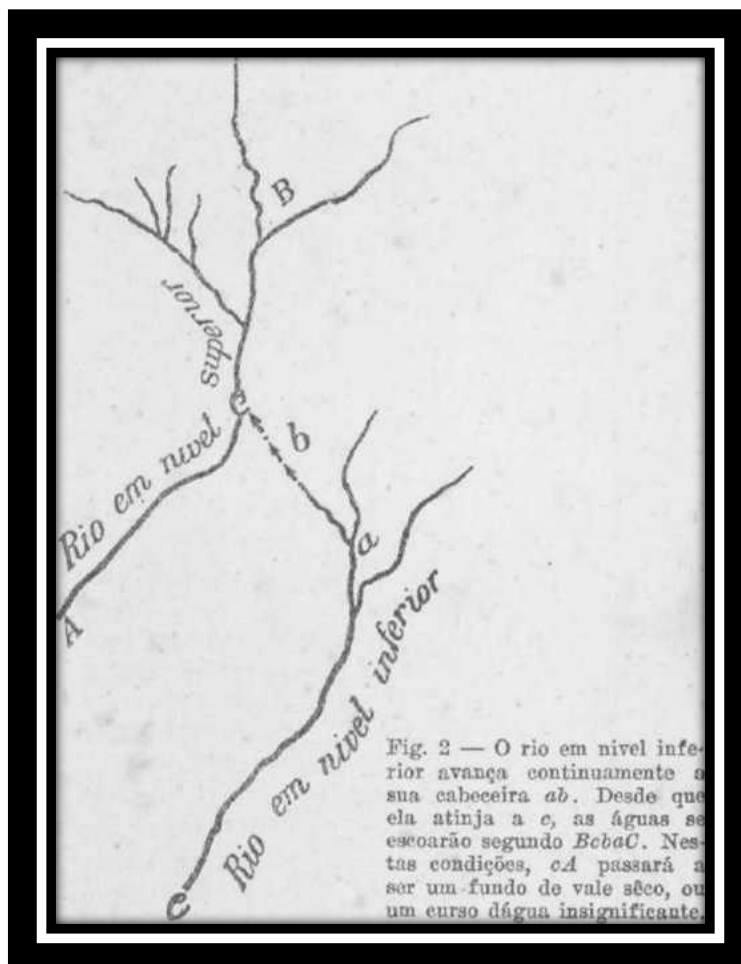 B
superior
c
Rio em nivel
b
a
A
Rio em nivel inferior
C
Fig. 2 — O rio em nivel infe-
rior avança continuamente a
sua cabeceira ab. Desde que
ela atinja a c, as águas se
escoarão segundo BcbaC. Nes-
tas condições, cA passará a
ser um fundo de vale sêco, ou
um curso dágua insignificante.